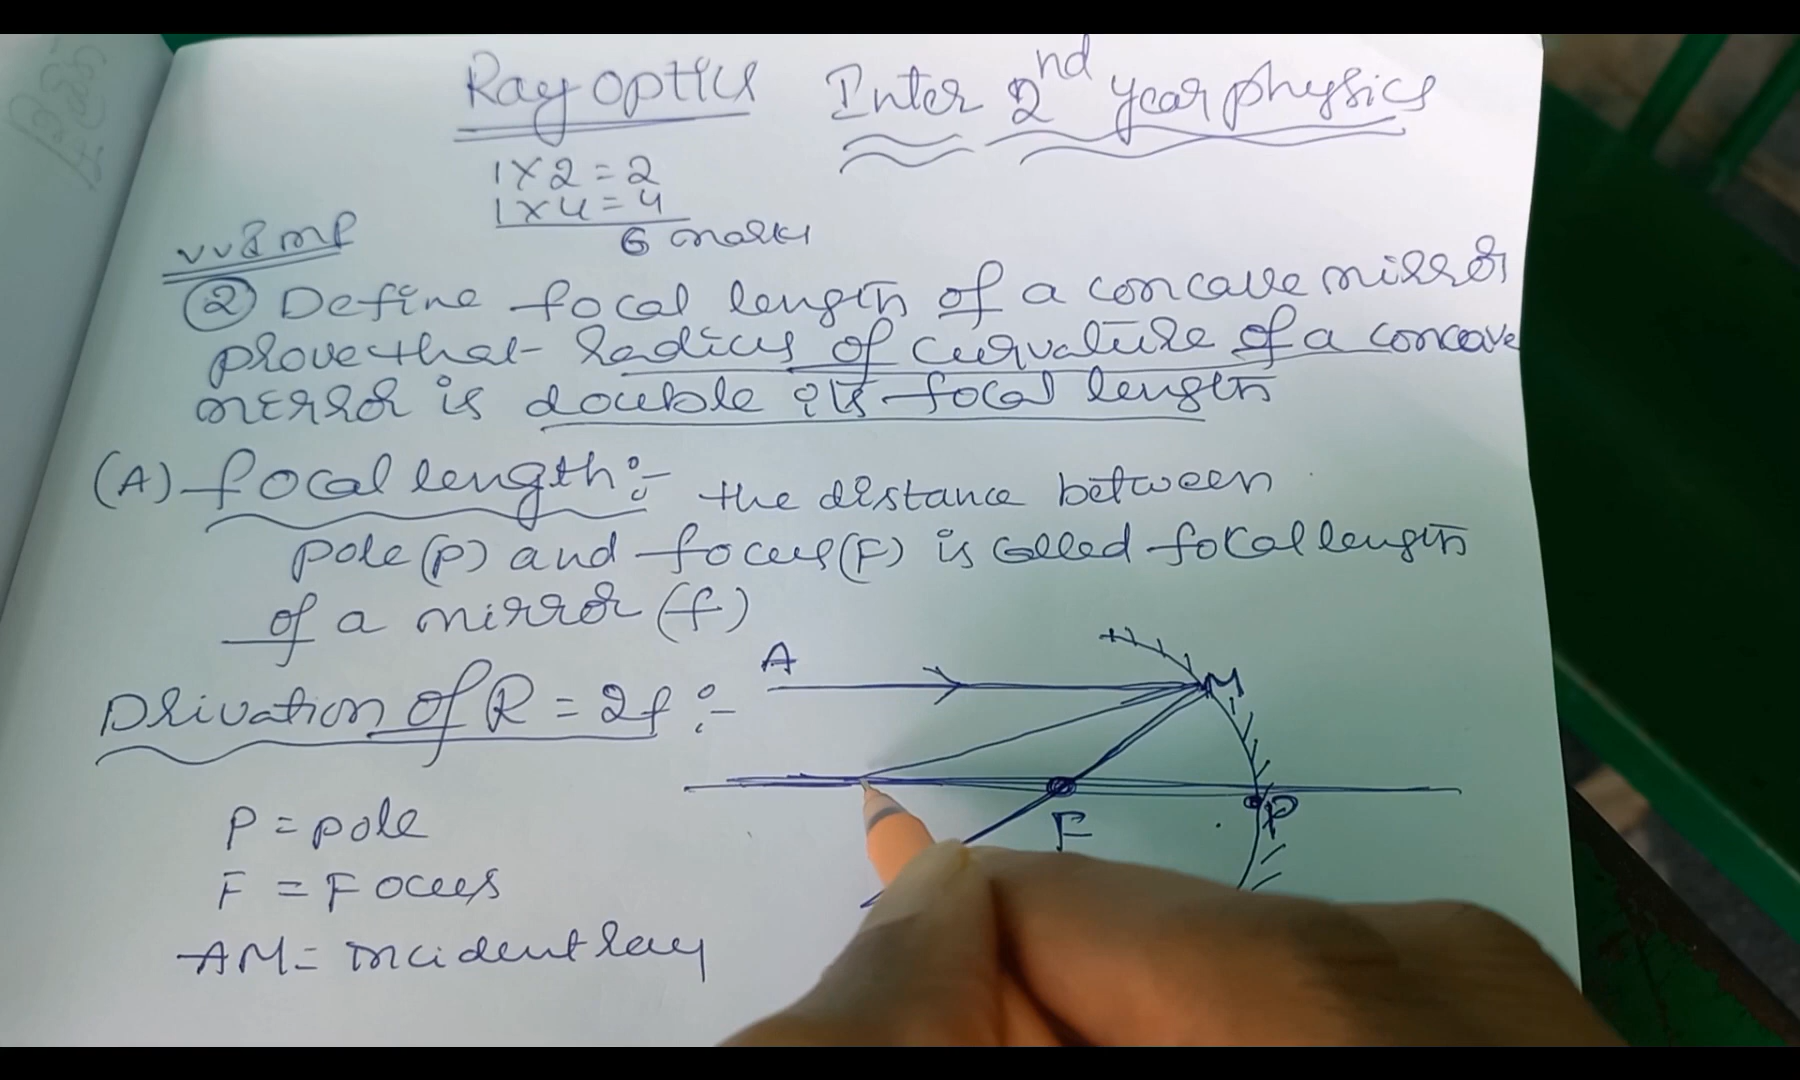 Ray optics Inter 2nd year physics
1 x 2 = 2
1 x 4 = 4
6 marks
vvImp
② Define focal length of a concave mirror
prove that radius of curvature of a concave
mirror is double its focal length
(A) focal length :- the distance between
pole (p) and focus (F) is called focal length
of a mirror (f)
Drivation of R = 2f :-
A
M
F
P
P = pole
F = Focus
AM = incident ray